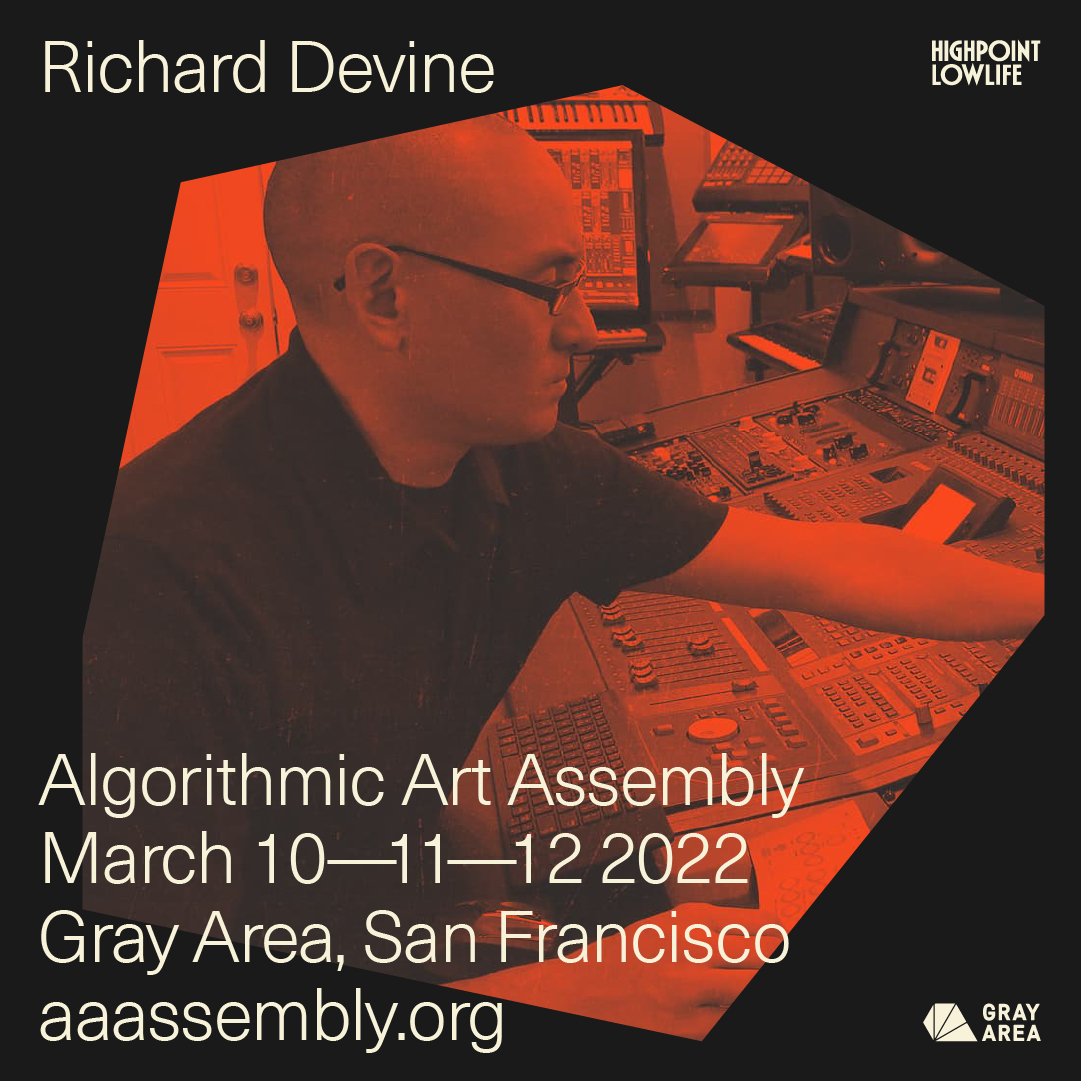 Richard Devine
HIGHPOINT
LOWLIFE
Algorithmic Art Assembly
March 10—11—12 2022
Gray Area, San Francisco
aaassembly.org
GRAY
AREA